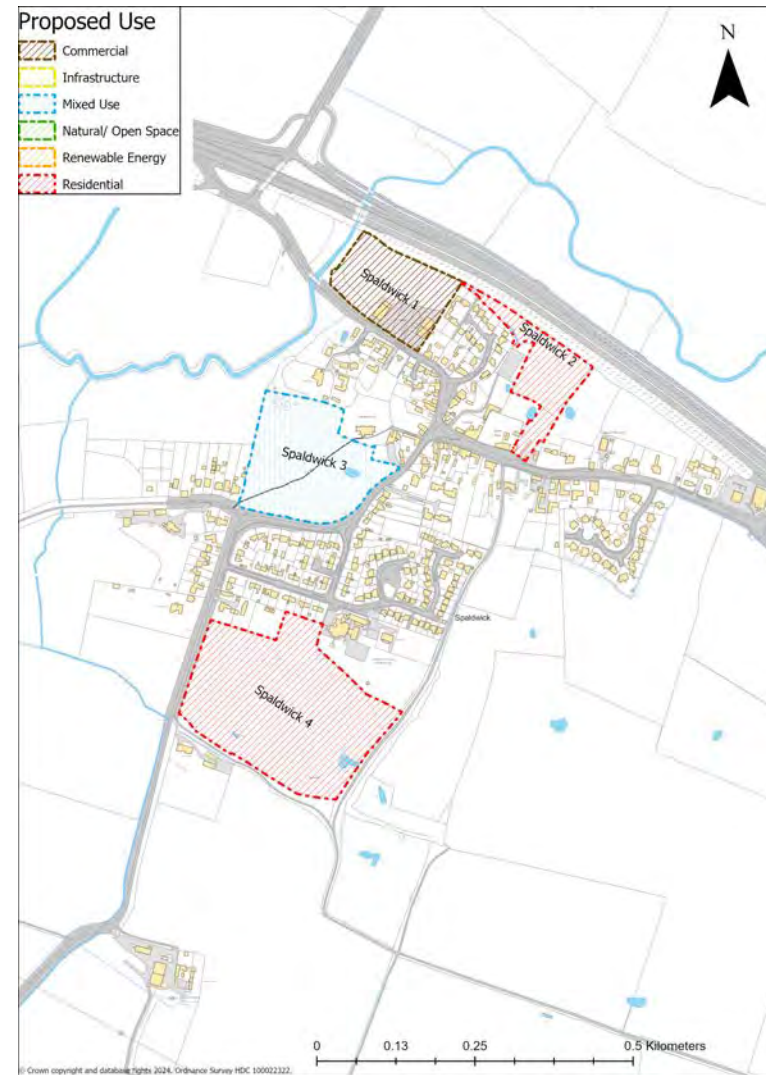 Proposed Use
Commercial
Infrastructure
Mixed Use
Natural/ Open Space
Renewable Energy
Residential
N
Spaldwick 1
Spaldwick 2
Spaldwick 3
Spaldwick
Spaldwick 4
0 0.13 0.25 0.5 Kilometers
© Crown copyright and database rights 2024, Ordnance Survey HDC 100022322.